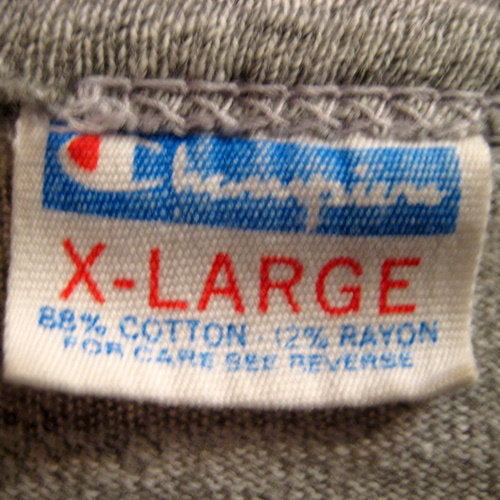 Champion
X-LARGE
88% COTTON · 12% RAYON
FOR CARE SEE REVERSE